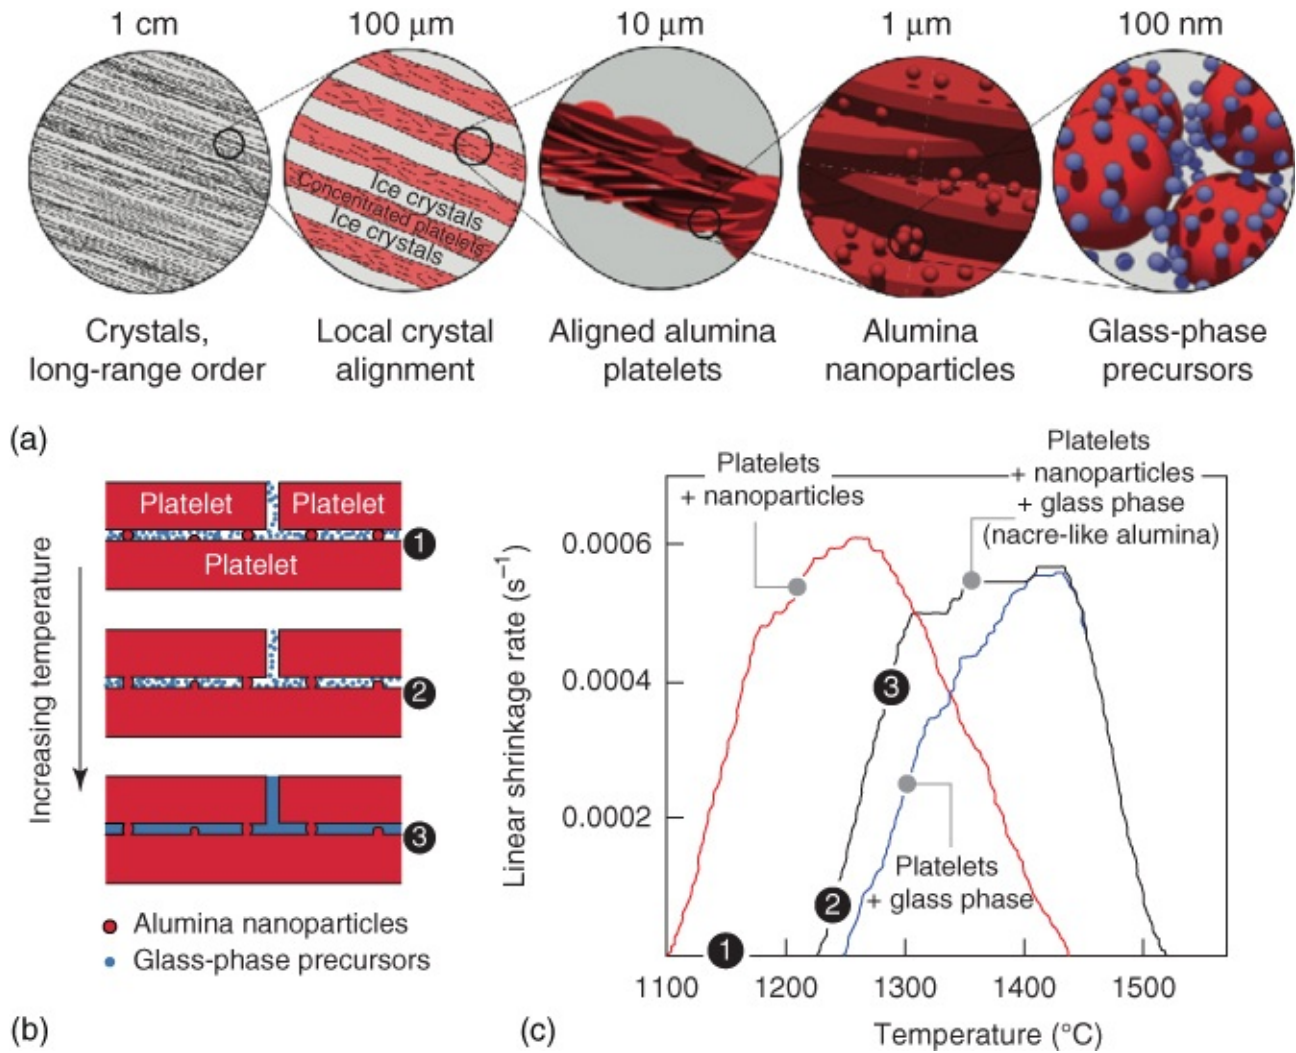 1 cm
100 μm
10 μm
1 μm
100 nm
Ice crystals
Concentrated platelets
Ice crystals
Crystals,
long-range order
Local crystal
alignment
Aligned alumina
platelets
Alumina
nanoparticles
Glass-phase
precursors
(a)
Increasing temperature
Platelet
Platelet
Platelet
1
2
3
Alumina nanoparticles
Glass-phase precursors
(b)
Platelets
+ nanoparticles
Platelets
+ nanoparticles
+ glass phase
(nacre-like alumina)
Linear shrinkage rate (s⁻¹)
0.0006
0.0004
0.0002
3
2
1
Platelets
+ glass phase
1100
1200
1300
1400
1500
Temperature (°C)
(c)